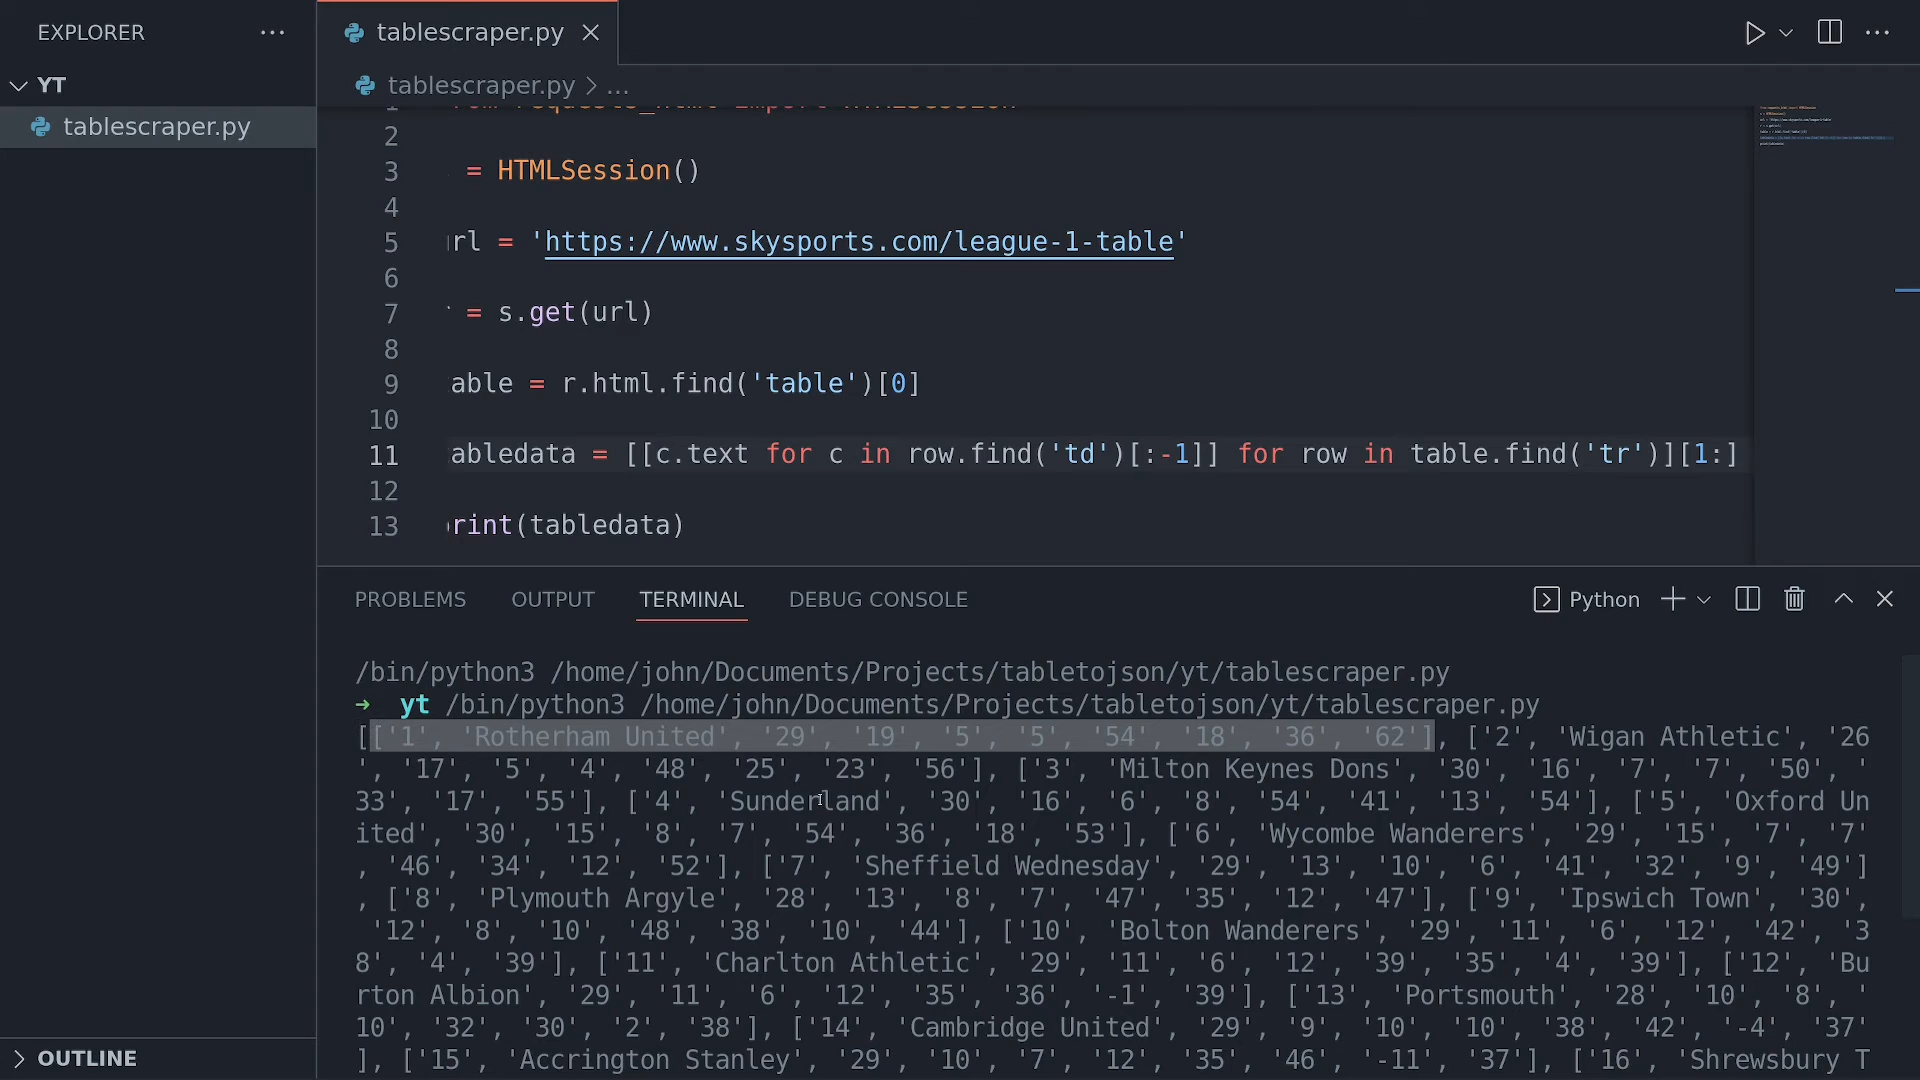 EXPLORER
YT
tablescraper.py
OUTLINE
tablescraper.py
tablescraper.py > ...
2
3 = HTMLSession()
4
5 rl = 'https://www.skysports.com/league-1-table'
6
7 = s.get(url)
8
9 able = r.html.find('table')[0]
10
11 abledata = [[c.text for c in row.find('td')[:-1]] for row in table.find('tr')][1:]
12
13 rint(tabledata)
PROBLEMS OUTPUT TERMINAL DEBUG CONSOLE Python
/bin/python3 /home/john/Documents/Projects/tabletojson/yt/tablescraper.py
➜ yt /bin/python3 /home/john/Documents/Projects/tabletojson/yt/tablescraper.py
[['1', 'Rotherham United', '29', '19', '5', '5', '54', '18', '36', '62'], ['2', 'Wigan Athletic', '26
', '17', '5', '4', '48', '25', '23', '56'], ['3', 'Milton Keynes Dons', '30', '16', '7', '7', '50', '
33', '17', '55'], ['4', 'Sunderland', '30', '16', '6', '8', '54', '41', '13', '54'], ['5', 'Oxford Un
ited', '30', '15', '8', '7', '54', '36', '18', '53'], ['6', 'Wycombe Wanderers', '29', '15', '7', '7'
, '46', '34', '12', '52'], ['7', 'Sheffield Wednesday', '29', '13', '10', '6', '41', '32', '9', '49']
, ['8', 'Plymouth Argyle', '28', '13', '8', '7', '47', '35', '12', '47'], ['9', 'Ipswich Town', '30',
'12', '8', '10', '48', '38', '10', '44'], ['10', 'Bolton Wanderers', '29', '11', '6', '12', '42', '3
8', '4', '39'], ['11', 'Charlton Athletic', '29', '11', '6', '12', '39', '35', '4', '39'], ['12', 'Bu
rton Albion', '29', '11', '6', '12', '35', '36', '-1', '39'], ['13', 'Portsmouth', '28', '10', '8', '
10', '32', '30', '2', '38'], ['14', 'Cambridge United', '29', '9', '10', '10', '38', '42', '-4', '37'
], ['15', 'Accrington Stanley', '29', '10', '7', '12', '35', '46', '-11', '37'], ['16', 'Shrewsbury T